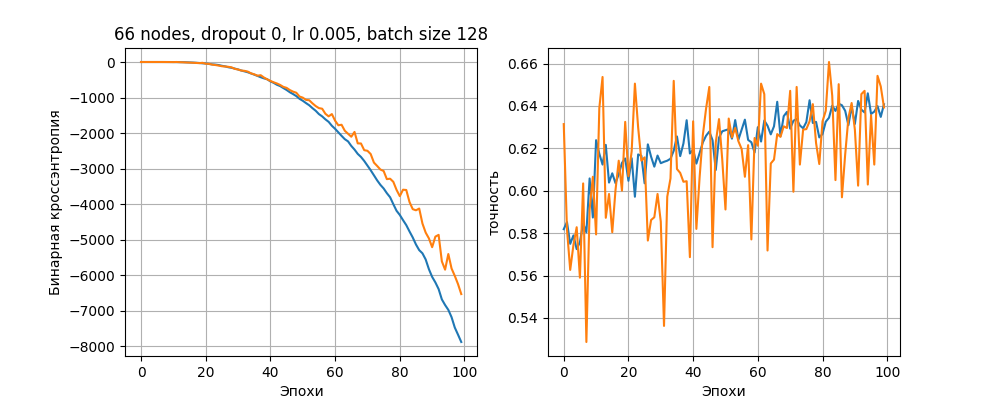 66 nodes, dropout 0, lr 0.005, batch size 128
Бинарная кроссэнтропия
0
−1000
−2000
−3000
−4000
−5000
−6000
−7000
−8000
0 20 40 60 80 100
Эпохи
точность
0.66
0.64
0.62
0.60
0.58
0.56
0.54
0 20 40 60 80 100
Эпохи